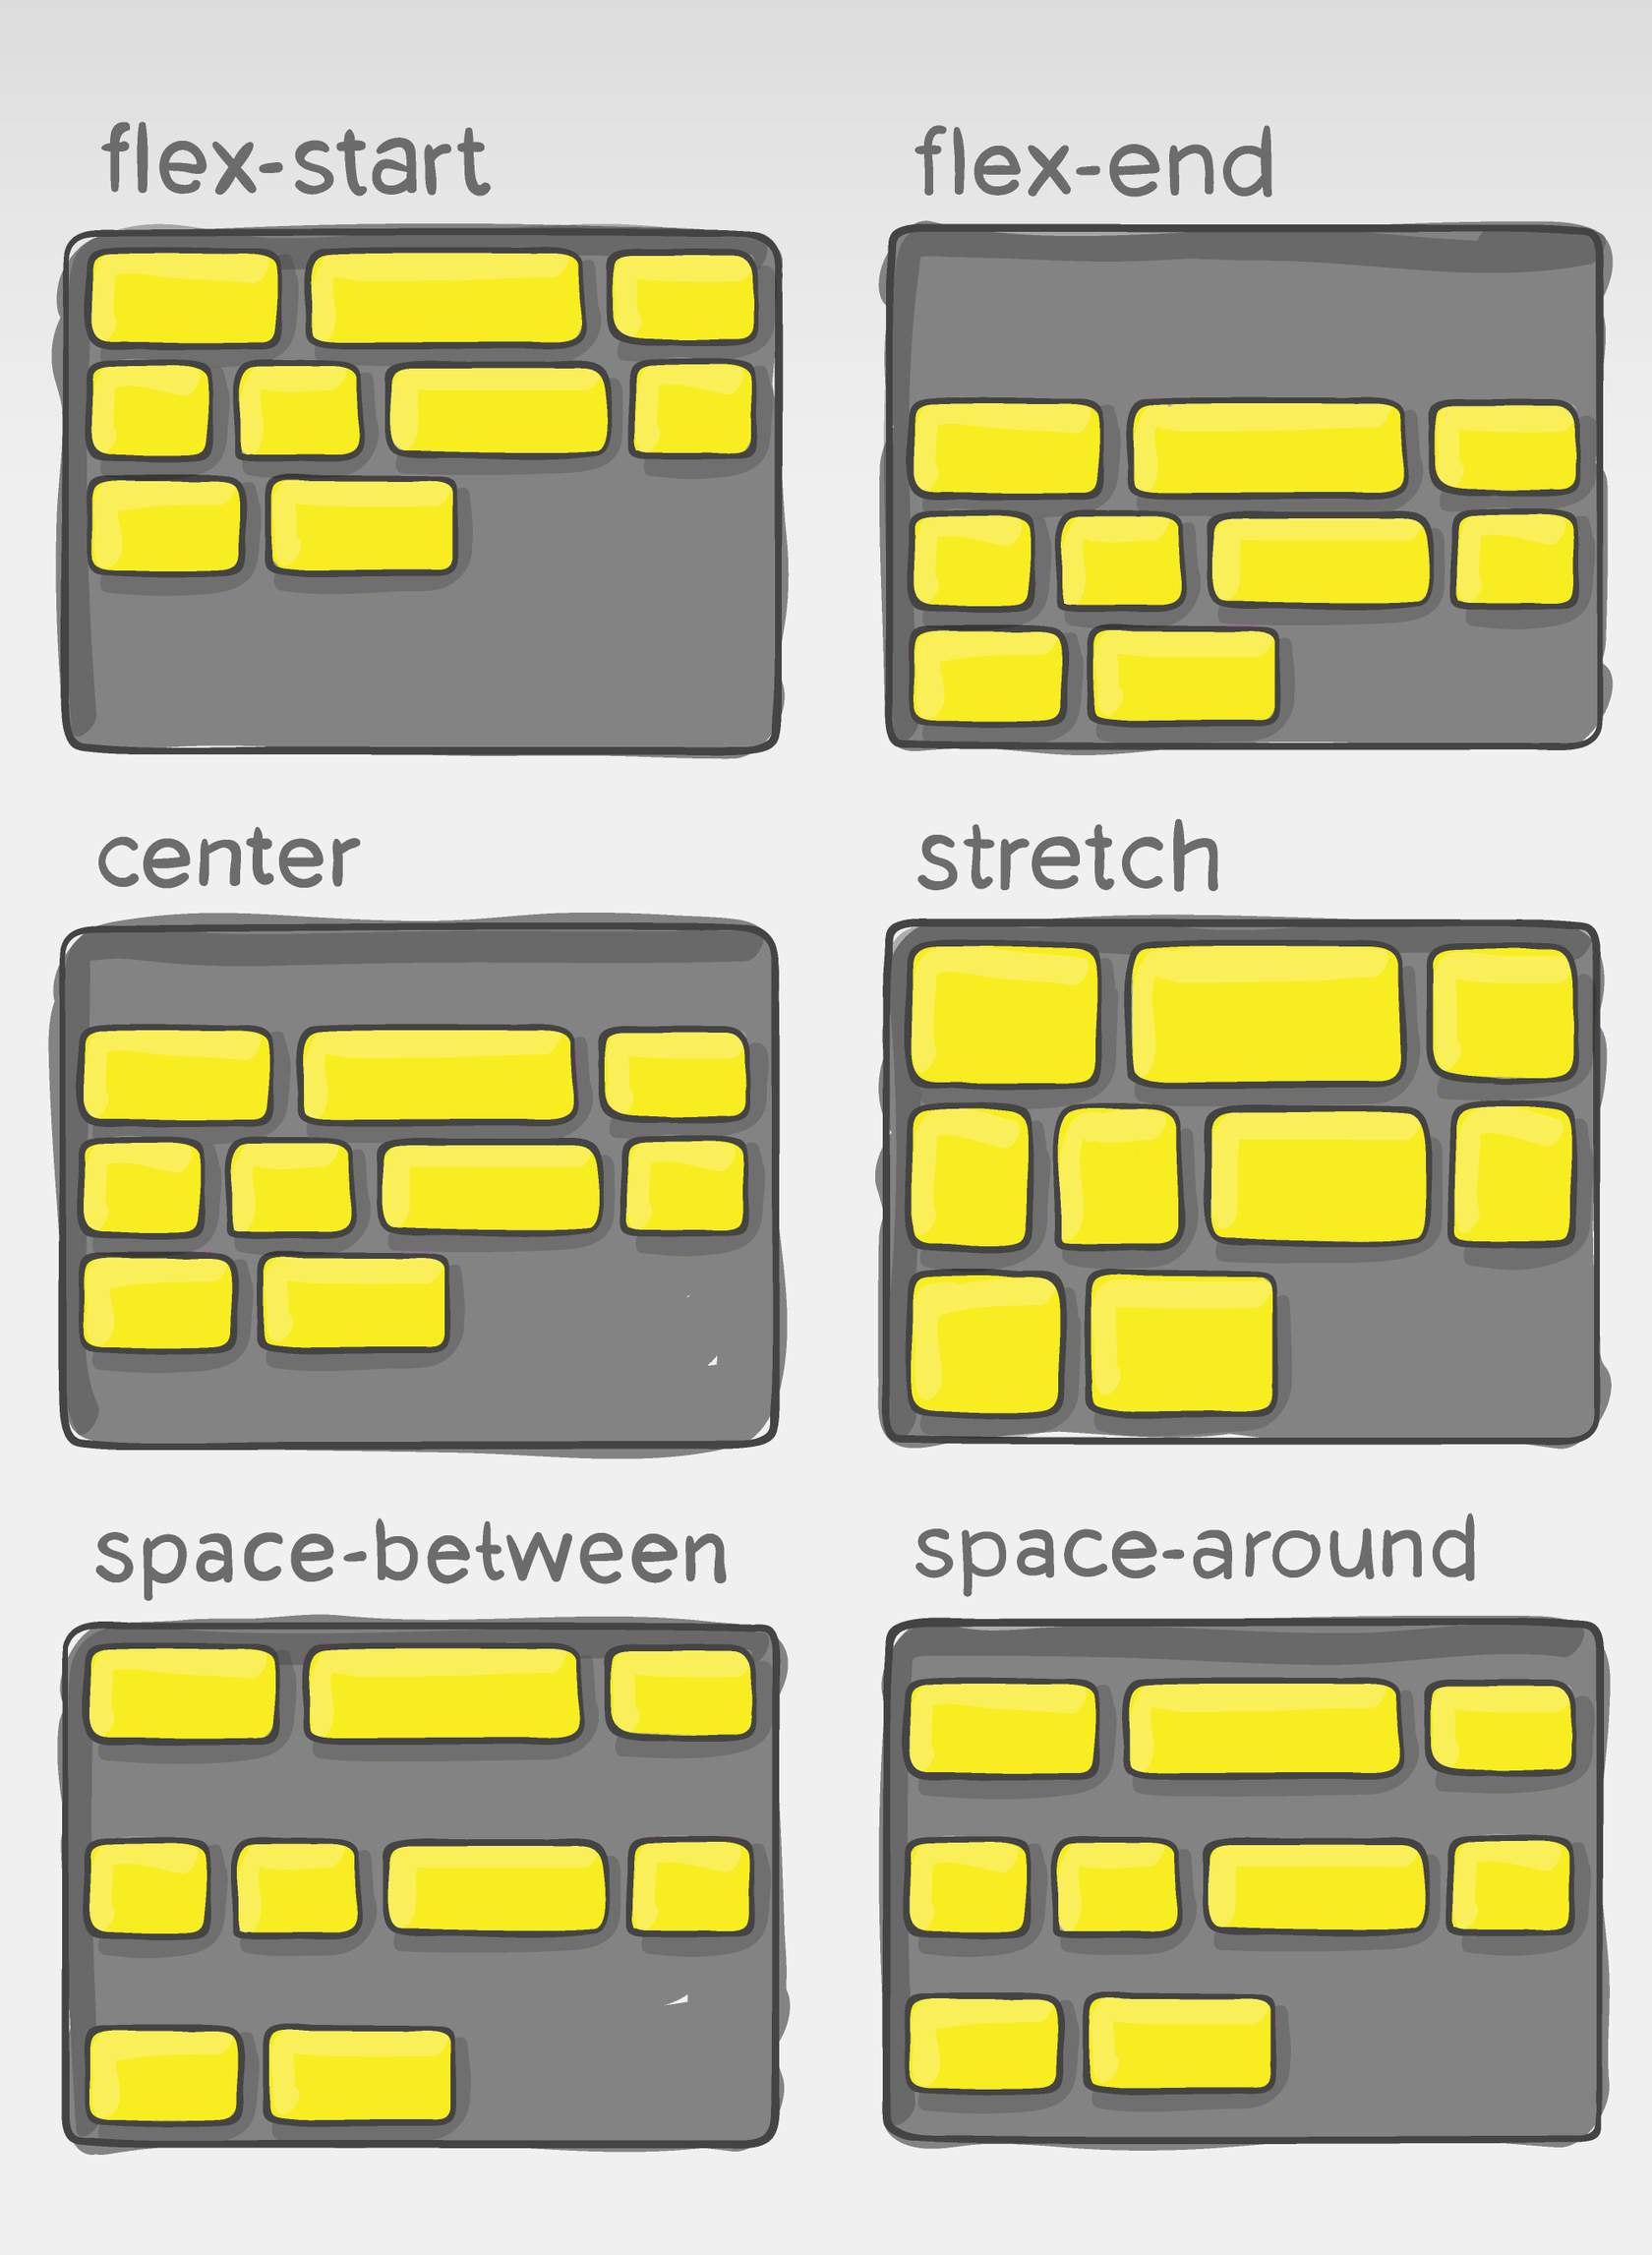 flex-start
flex-end
center
stretch
space-between
space-around